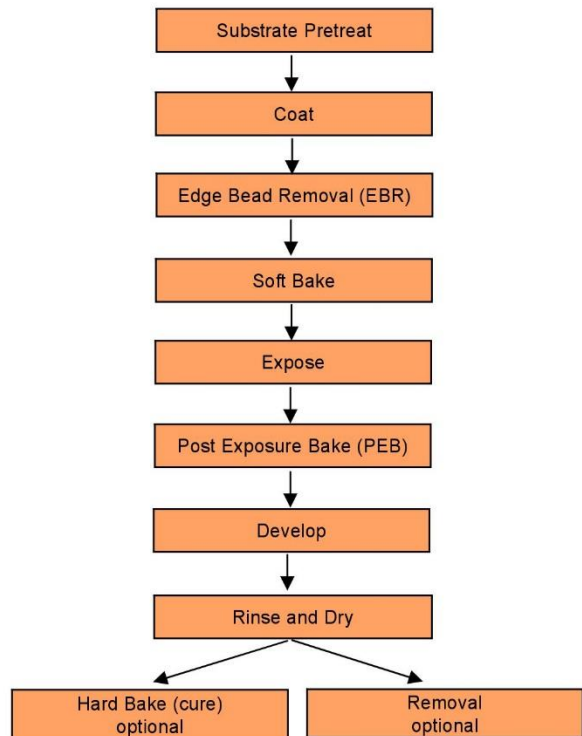 Substrate Pretreat
Coat
Edge Bead Removal (EBR)
Soft Bake
Expose
Post Exposure Bake (PEB)
Develop
Rinse and Dry
Hard Bake (cure)
optional
Removal
optional